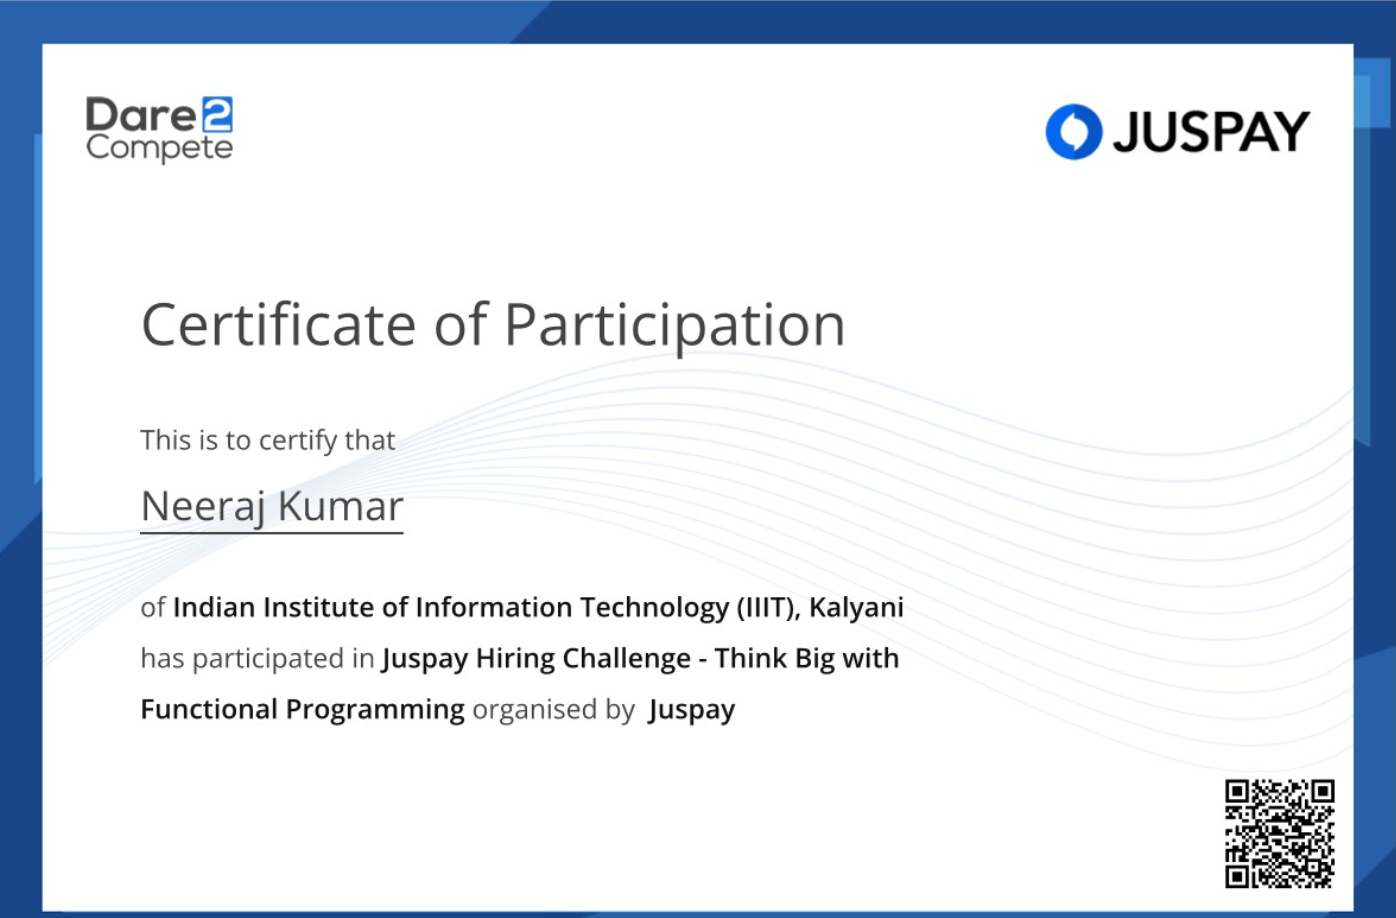 Dare2
Compete
JUSPAY
Certificate of Participation
This is to certify that
Neeraj Kumar
of Indian Institute of Information Technology (IIIT), Kalyani
has participated in Juspay Hiring Challenge - Think Big with
Functional Programming organised by Juspay